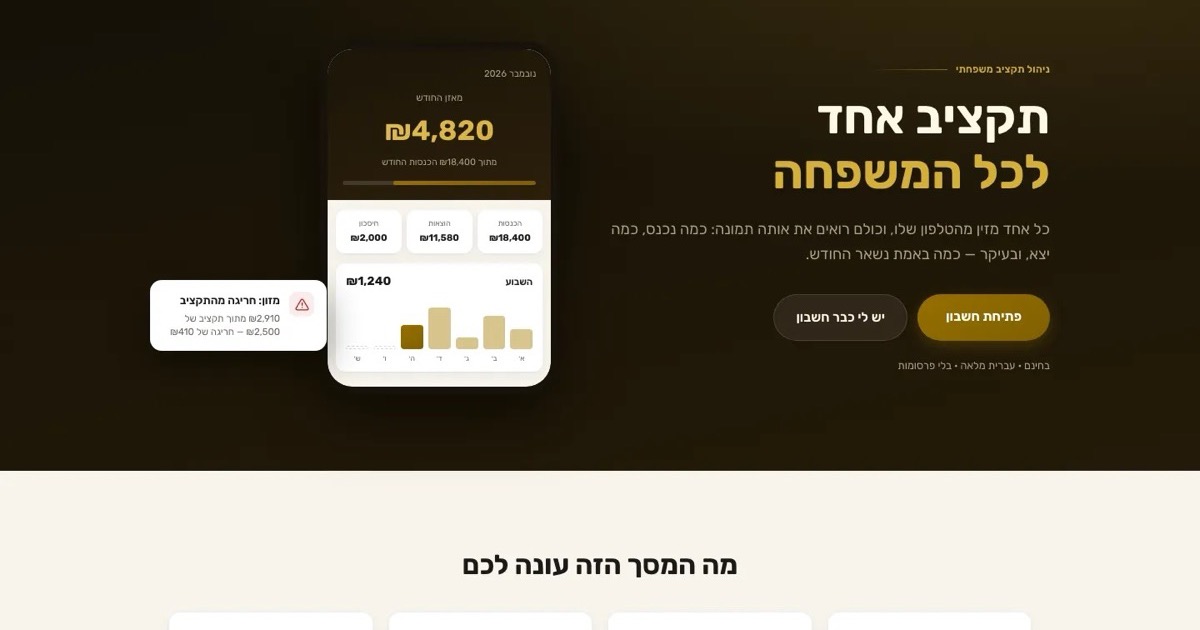 ניהול תקציב משפחתי
תקציב אחד
לכל המשפחה
כל אחד מזין מהטלפון שלו, וכולם רואים את אותה תמונה: כמה נכנס, כמה
יצא, ובעיקר — כמה באמת נשאר החודש.
פתיחת חשבון
יש לי כבר חשבון
בחינם • עברית מלאה • בלי פרסומות
נובמבר 2026
מאזן החודש
₪4,820
מתוך ₪18,400 הכנסות החודש
הכנסות
₪18,400
הוצאות
₪11,580
חיסכון
₪2,000
השבוע
₪1,240
א׳ ב׳ ג׳ ד׳ ה׳ ו׳ ש׳
מזון: חריגה מהתקציב
₪2,910 מתוך תקציב של
₪2,500 — חריגה של ₪410
מה המסך הזה עונה לכם